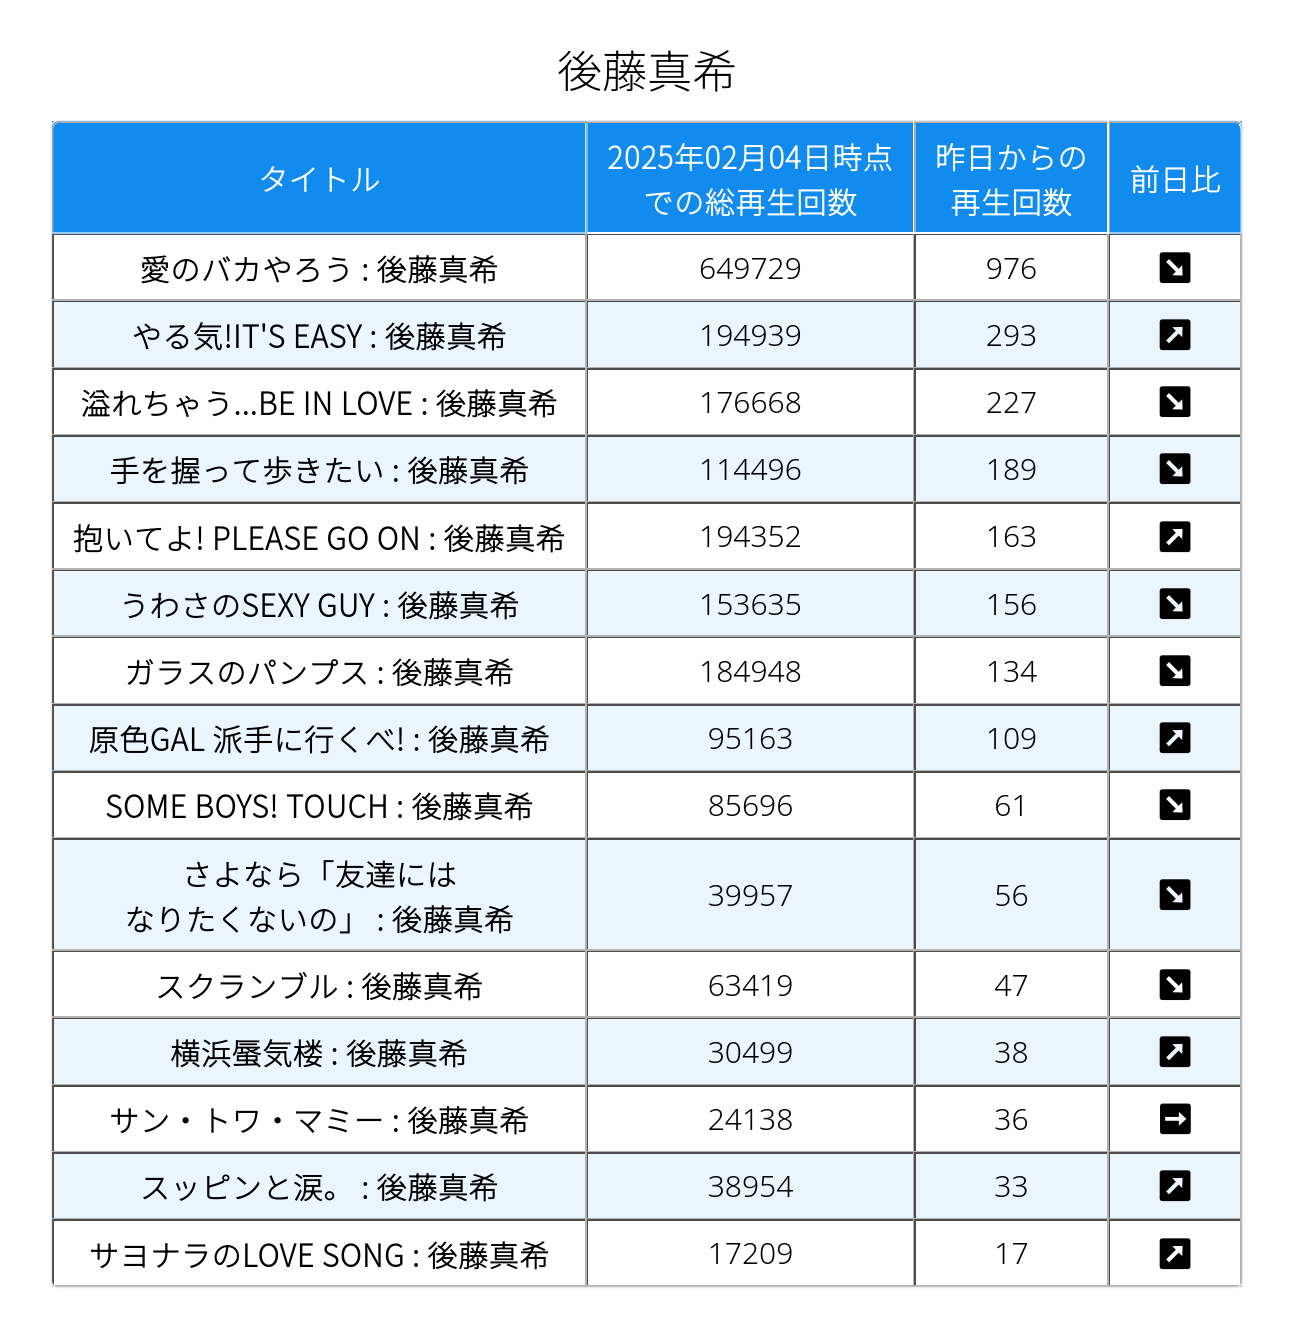 後藤真希
タイトル
2025年02月04日時点
での総再生回数
昨日からの
再生回数
前日比
愛のバカやろう : 後藤真希 649729 976
やる気!IT'S EASY : 後藤真希 194939 293
溢れちゃう...BE IN LOVE : 後藤真希 176668 227
手を握って歩きたい : 後藤真希 114496 189
抱いてよ! PLEASE GO ON : 後藤真希 194352 163
うわさのSEXY GUY : 後藤真希 153635 156
ガラスのパンプス : 後藤真希 184948 134
原色GAL 派手に行くべ! : 後藤真希 95163 109
SOME BOYS! TOUCH : 後藤真希 85696 61
さよなら「友達には
なりたくないの」 : 後藤真希 39957 56
スクランブル : 後藤真希 63419 47
横浜蜃気楼 : 後藤真希 30499 38
サン・トワ・マミー : 後藤真希 24138 36
スッピンと涙。 : 後藤真希 38954 33
サヨナラのLOVE SONG : 後藤真希 17209 17